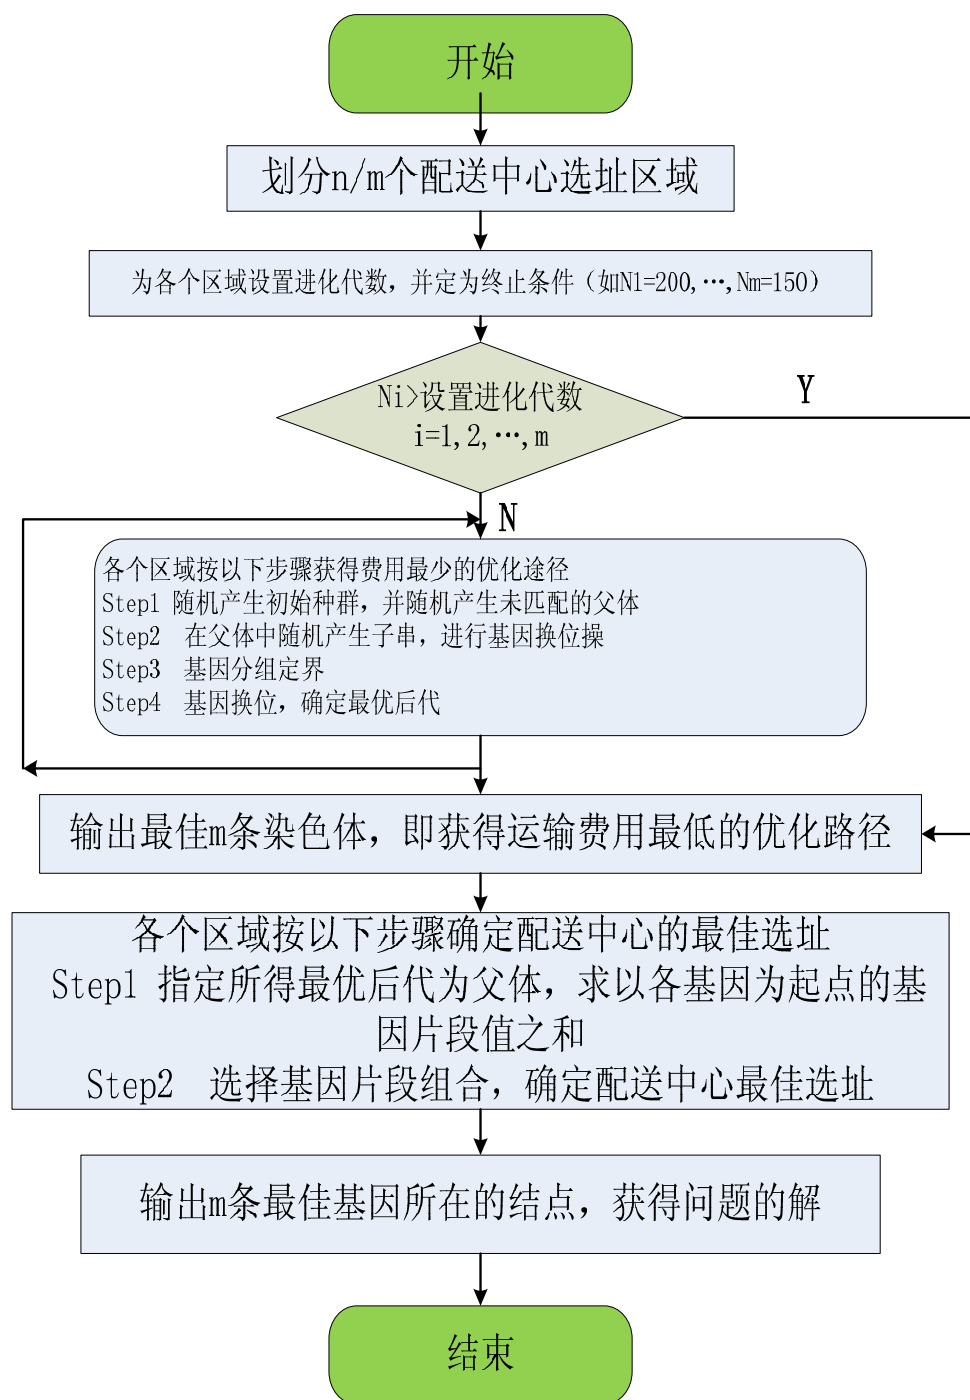 开始
划分n/m个配送中心选址区域
为各个区域设置进化代数，并定为终止条件（如N1=200,…,Nm=150）
Ni>设置进化代数
i=1,2,…,m
Y
N
各个区域按以下步骤获得费用最少的优化途径
Step1 随机产生初始种群，并随机产生未匹配的父体
Step2 在父体中随机产生子串，进行基因换位操
Step3 基因分组定界
Step4 基因换位，确定最优后代
输出最佳m条染色体，即获得运输费用最低的优化路径
各个区域按以下步骤确定配送中心的最佳选址
Step1 指定所得最优后代为父体，求以各基因为起点的基
因片段值之和
Step2 选择基因片段组合，确定配送中心最佳选址
输出m条最佳基因所在的结点，获得问题的解
结束